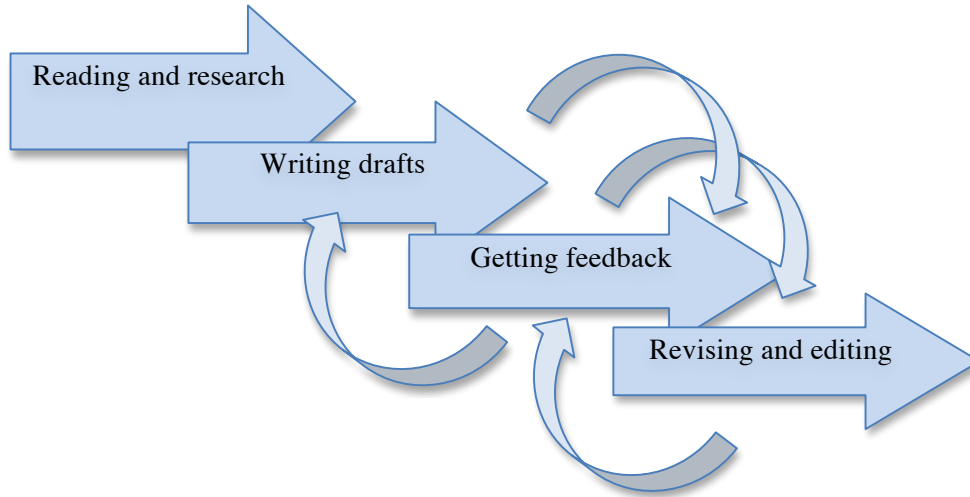 Reading and research
Writing drafts
Getting feedback
Revising and editing